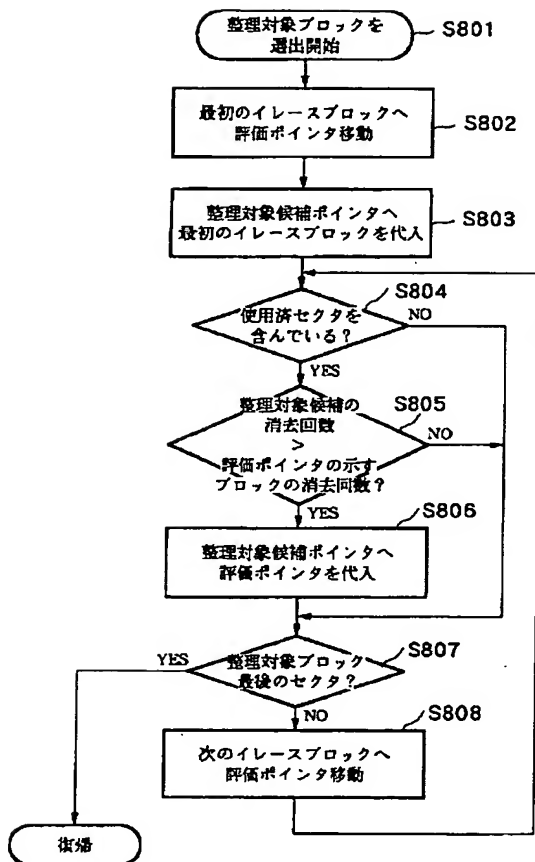 整理対象ブロックを
選出開始
S801
最初のイレースブロックへ
評価ポインタ移動
S802
整理対象候補ポインタへ
最初のイレースブロックを代入
S803
S804
使用済セクタを
含んでいる？
NO
YES
S805
整理対象候補の
消去回数
>
評価ポインタの示す
ブロックの消去回数？
NO
YES
S806
整理対象候補ポインタへ
評価ポインタを代入
YES
S807
整理対象ブロック
最後のセクタ？
NO
S808
次のイレースブロックへ
評価ポインタ移動
復帰